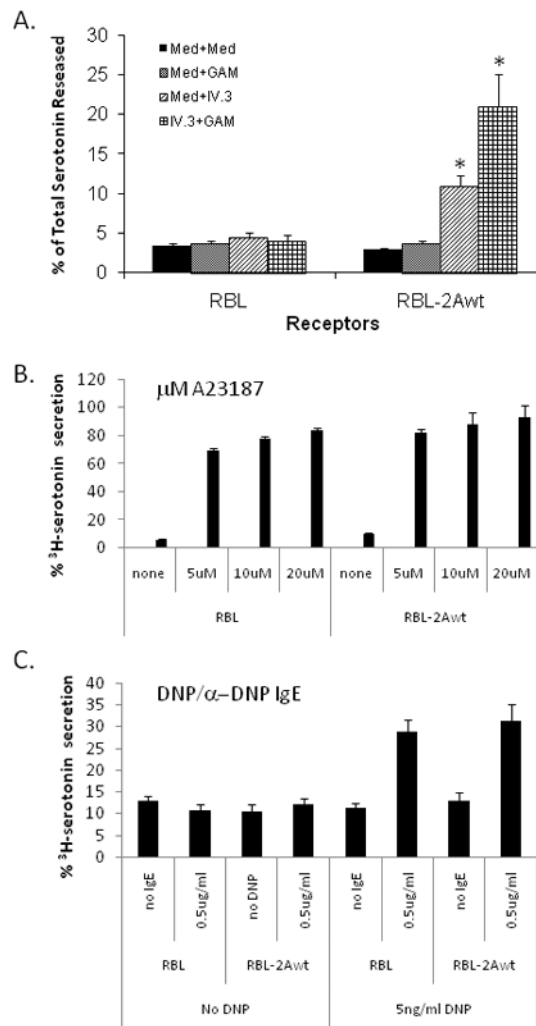 A.
% of Total Serotonin Reseased
30
25
20
15
10
5
0
Med+Med
Med+GAM
Med+IV.3
IV.3+GAM
*
*
RBL
RBL-2Awt
Receptors
B.
% ³H-serotonin secretion
120
100
80
60
40
20
0
μM A23187
none
5uM
10uM
20uM
none
5uM
10uM
20uM
RBL
RBL-2Awt
C.
% ³H-serotonin secretion
40
35
30
25
20
15
10
5
0
DNP/α–DNP IgE
no IgE
0.5ug/ml
no DNP
0.5ug/ml
no IgE
0.5ug/ml
no IgE
0.5ug/ml
RBL
RBL-2Awt
RBL
RBL-2Awt
No DNP
5ng/ml DNP